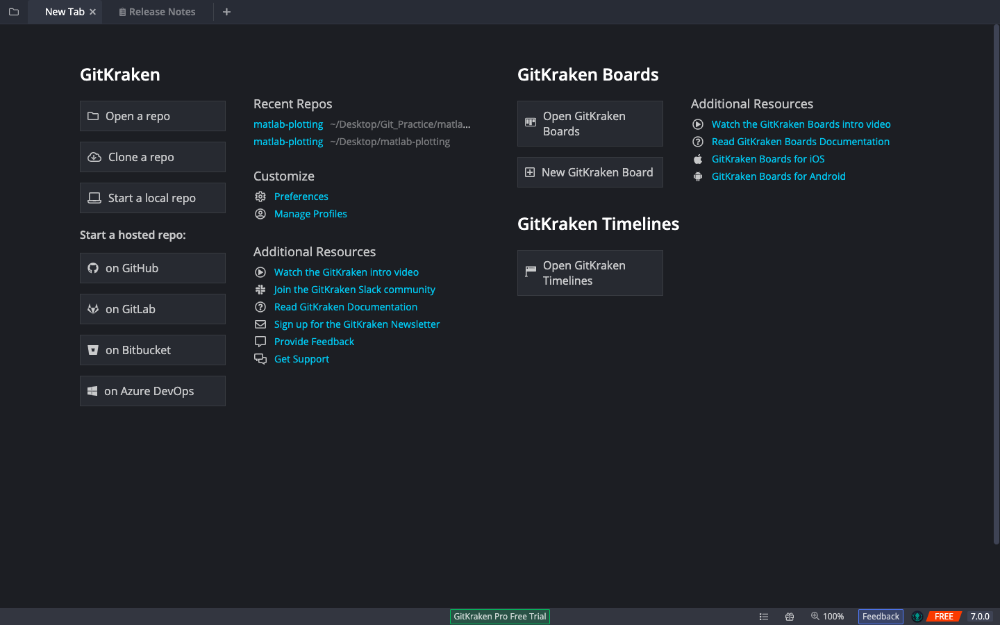 New Tab
Release Notes
GitKraken
Open a repo
Clone a repo
Start a local repo
Start a hosted repo:
on GitHub
on GitLab
on Bitbucket
on Azure DevOps
Recent Repos
matlab-plotting ~/Desktop/Git_Practice/matla...
matlab-plotting ~/Desktop/matlab-plotting
Customize
Preferences
Manage Profiles
Additional Resources
Watch the GitKraken intro video
Join the GitKraken Slack community
Read GitKraken Documentation
Sign up for the GitKraken Newsletter
Provide Feedback
Get Support
GitKraken Boards
Open GitKraken
Boards
New GitKraken Board
Additional Resources
Watch the GitKraken Boards intro video
Read GitKraken Boards Documentation
GitKraken Boards for iOS
GitKraken Boards for Android
GitKraken Timelines
Open GitKraken
Timelines
GitKraken Pro Free Trial
100%
Feedback
FREE
7.0.0